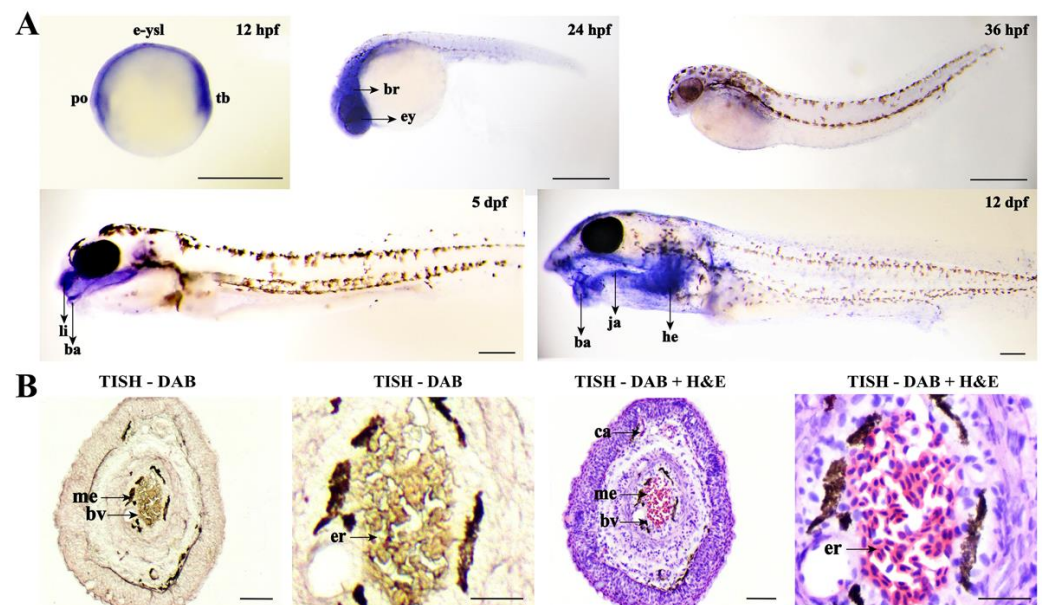 A
e-ysl
12 hpf
24 hpf
36 hpf
po
tb
br
ey
5 dpf
12 dpf
li
ba
ba
ja
he
B
TISH - DAB
TISH - DAB
TISH - DAB + H&E
TISH - DAB + H&E
me
bv
er
ca
me
bv
er